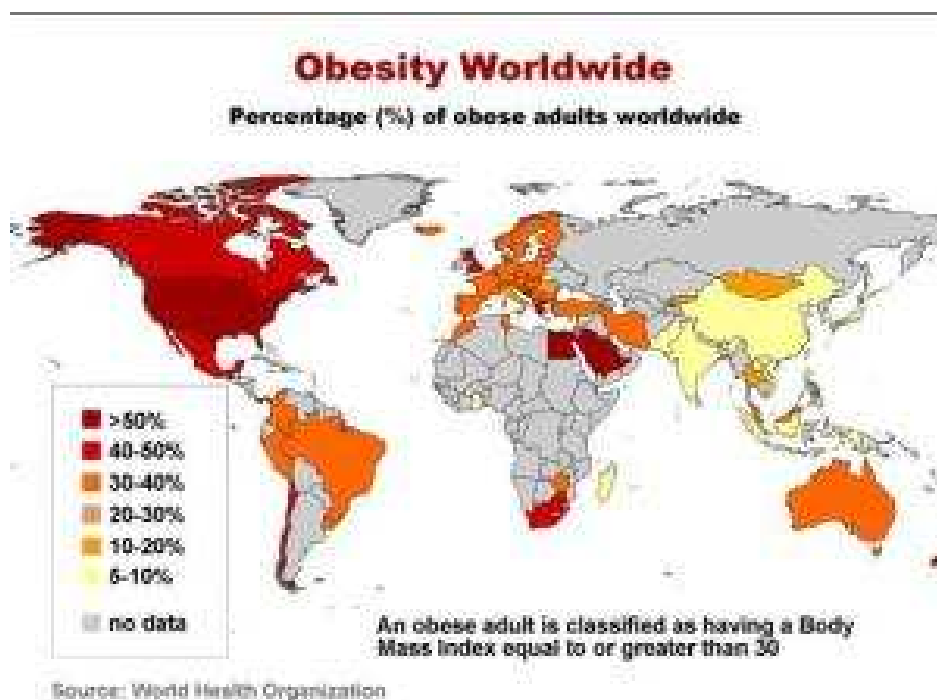 Obesity Worldwide
Percentage (%) of obese adults worldwide
>50%
40-50%
30-40%
20-30%
10-20%
5-10%
no data
An obese adult is classified as having a Body
Mass Index equal to or greater than 30
Source: World Health Organization